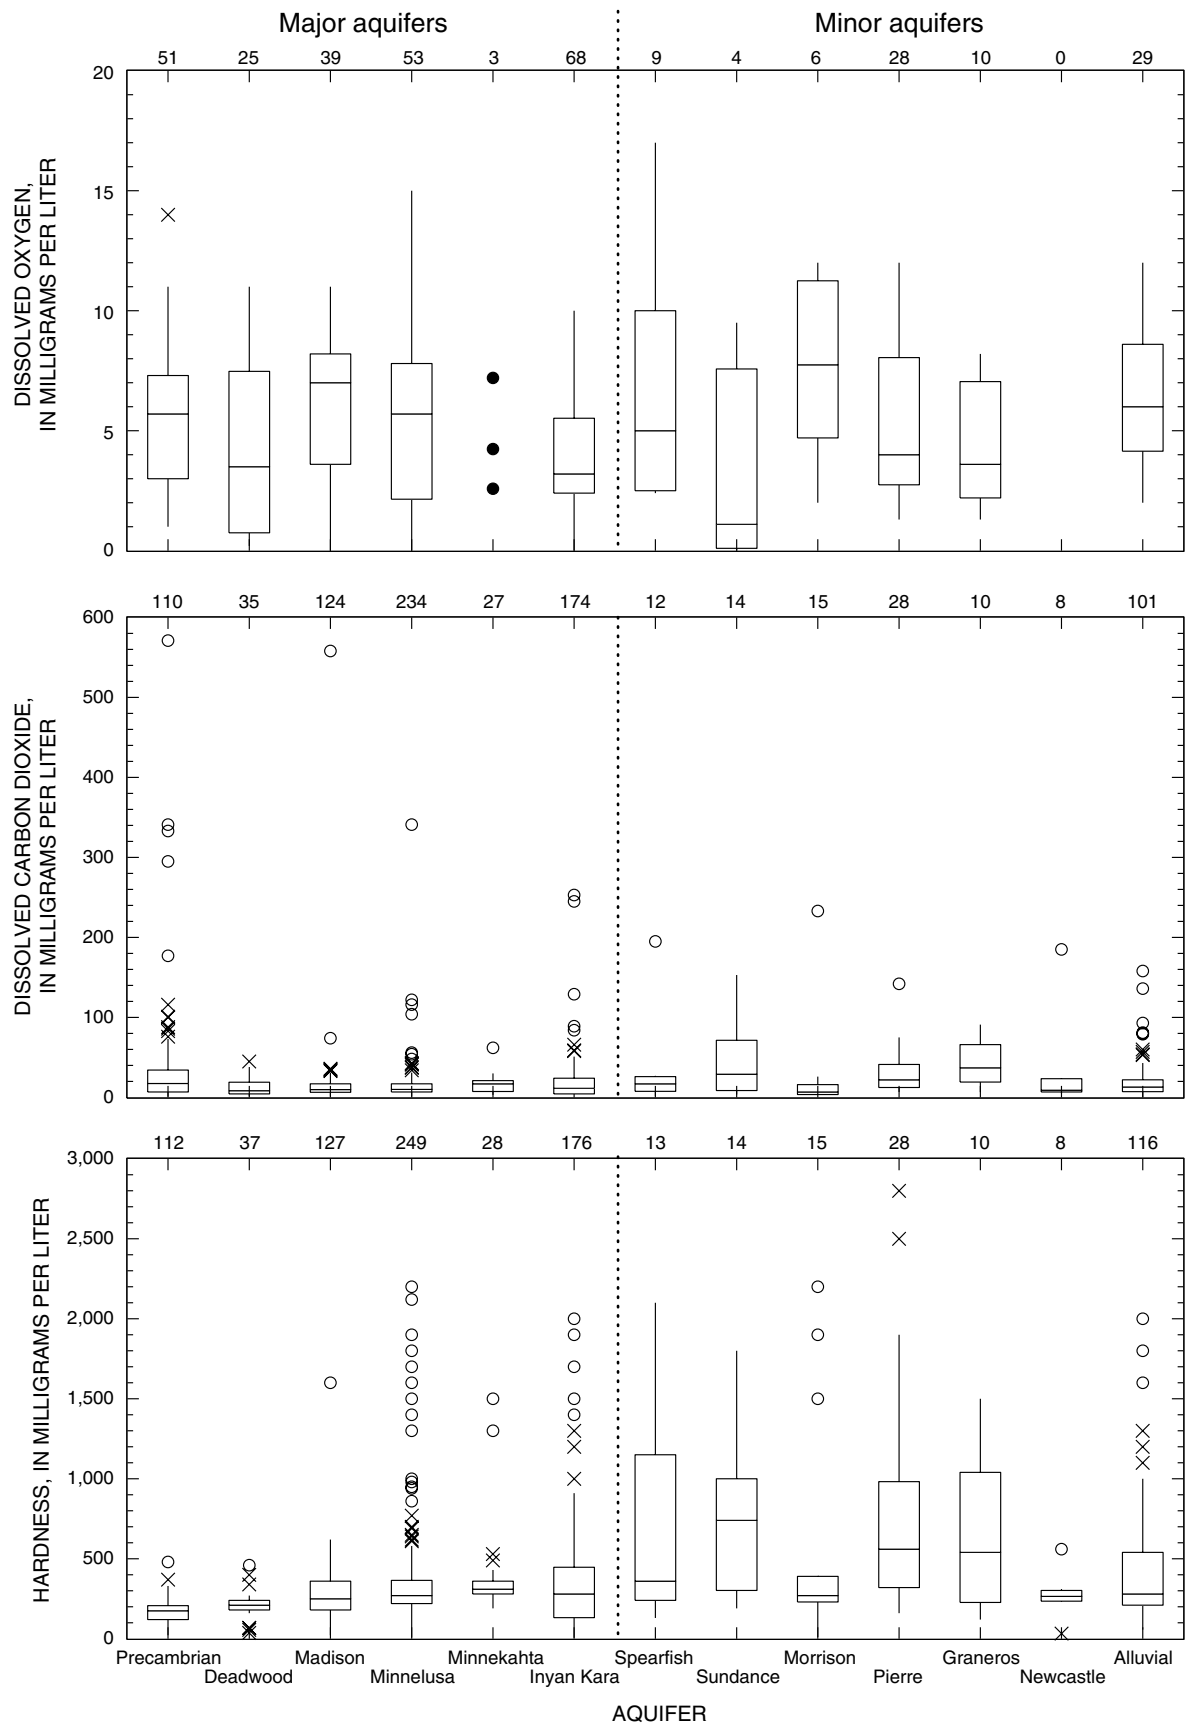 Major aquifers Minor aquifers
51 25 39 53 3 68 9 4 6 28 10 0 29
20
15
10
5
0
DISSOLVED OXYGEN,
IN MILLIGRAMS PER LITER
110 35 124 234 27 174 12 14 15 28 10 8 101
600
500
400
300
200
100
0
DISSOLVED CARBON DIOXIDE,
IN MILLIGRAMS PER LITER
112 37 127 249 28 176 13 14 15 28 10 8 116
3,000
2,500
2,000
1,500
1,000
500
0
HARDNESS, IN MILLIGRAMS PER LITER
Precambrian Madison Minnekahta Spearfish Morrison Graneros Alluvial
Deadwood Minnelusa Inyan Kara Sundance Pierre Newcastle
AQUIFER